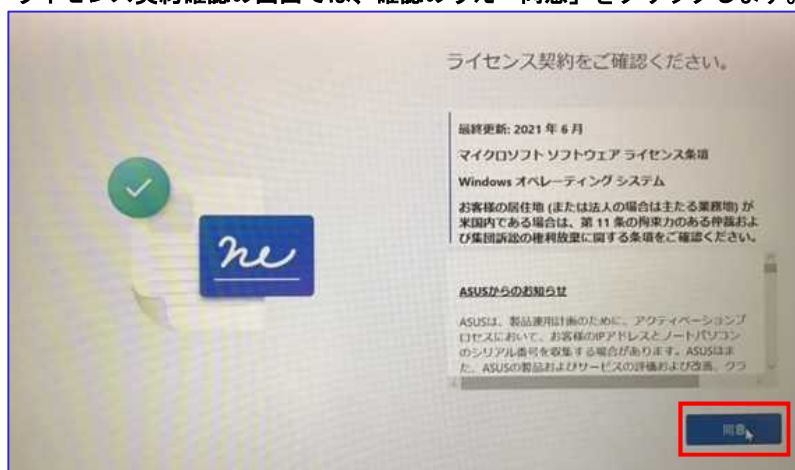 ライセンス契約確認の画面では、確認のうえ「同意」をクリックします。
ライセンス契約をご確認ください。
最終更新: 2021 年 6 月
マイクロソフト ソフトウェア ライセンス条項
Windows オペレーティング システム
お客様の居住地 (または法人の場合は主たる業務地) が
米国内である場合は、第 11 条の拘束力のある仲裁およ
び集団訴訟の権利放棄に関する条項をご確認ください。
ASUSからのお知らせ
ASUSは、製品運用計画のために、アクティベーションプ
ロセスにおいて、お客様のIPアドレスとノートパソコン
のシリアル番号を収集する場合があります。ASUSはま
た、ASUSの製品およびサービスの評価および改善、クラ
同意